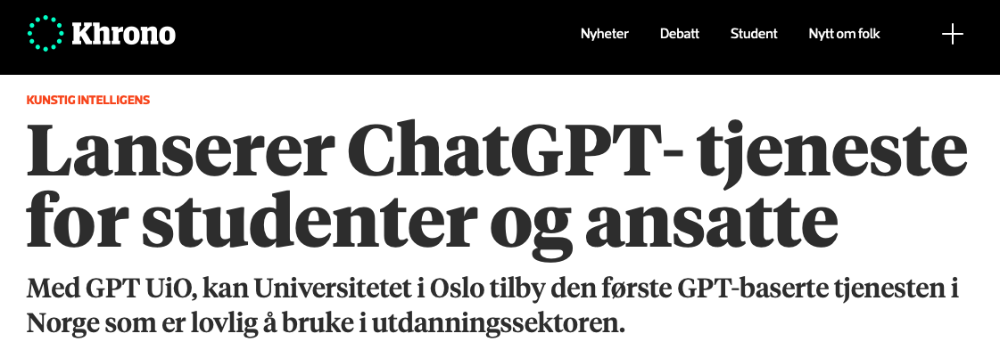 Khrono
Nyheter
Debatt
Student
Nytt om folk
KUNSTIG INTELLIGENS
Lanserer ChatGPT- tjeneste
for studenter og ansatte
Med GPT UiO, kan Universitetet i Oslo tilby den første GPT-baserte tjenesten i
Norge som er lovlig å bruke i utdanningssektoren.